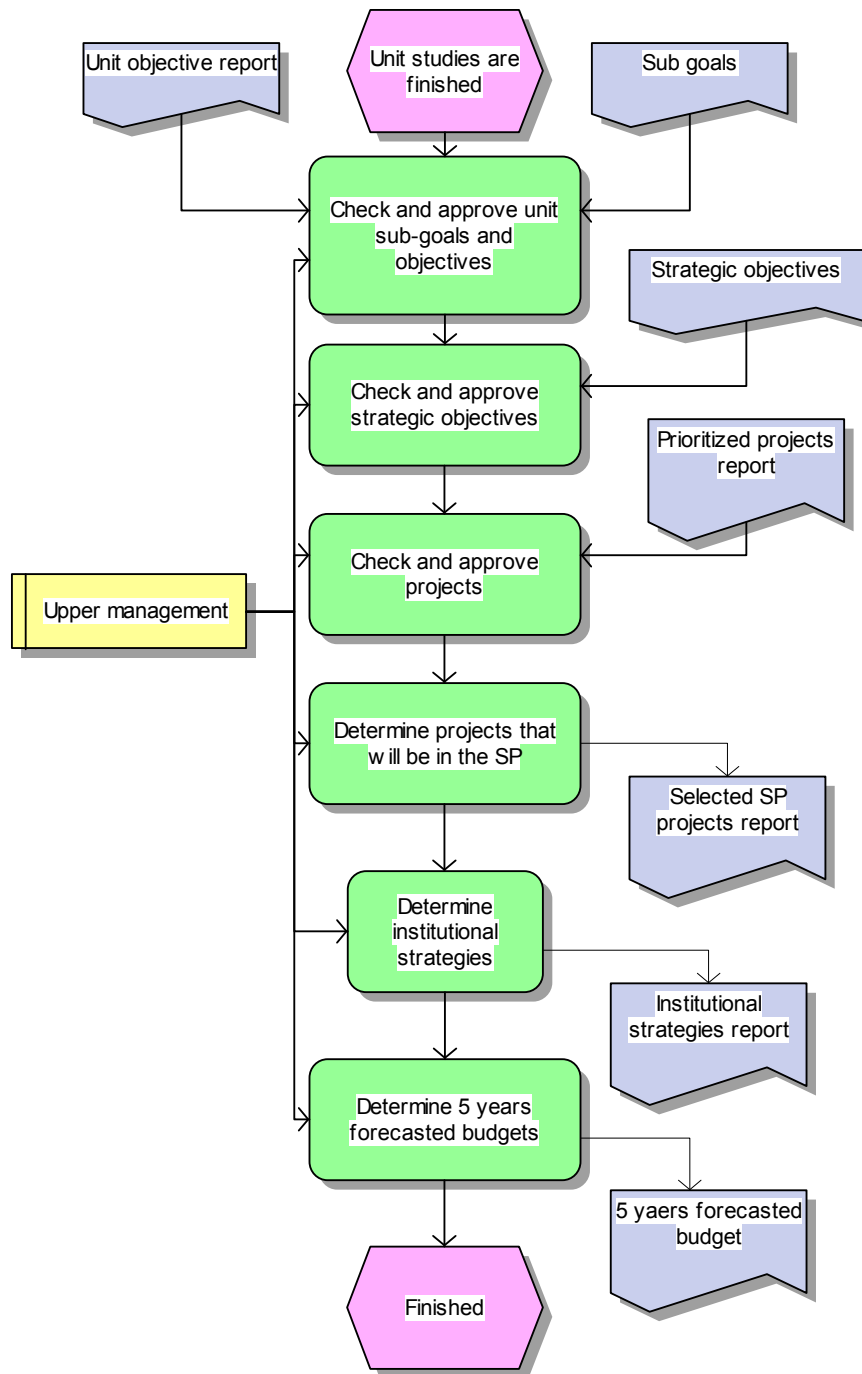 Unit objective report
Unit studies are
finished
Sub goals
Check and approve unit
sub-goals and
objectives
Strategic objectives
Check and approve
strategic objectives
Prioritized projects
report
Check and approve
projects
Upper management
Determine projects that
will be in the SP
Selected SP
projects report
Determine
institutional
strategies
Institutional
strategies report
Determine 5 years
forecasted budgets
5 yaers forecasted
budget
Finished